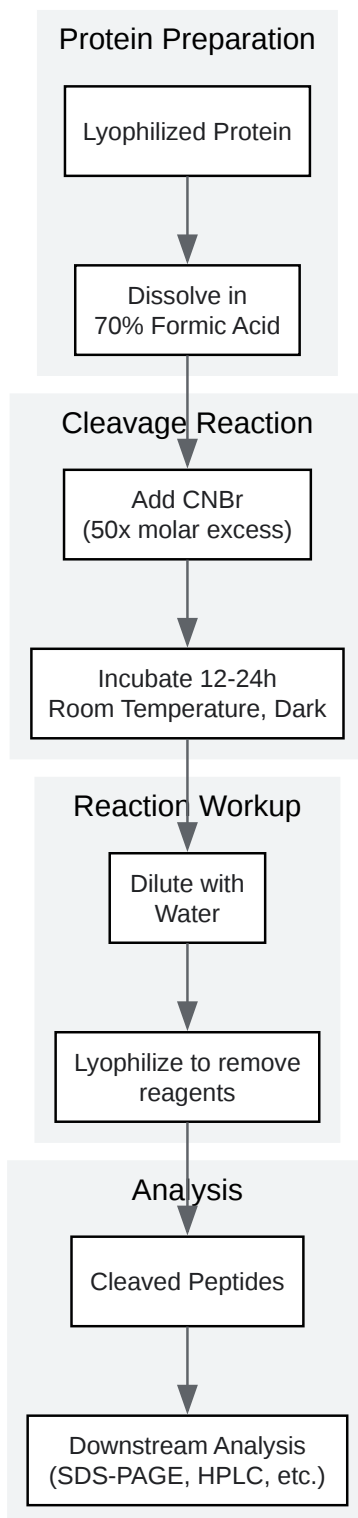 Protein Preparation
Lyophilized Protein
Dissolve in
70% Formic Acid
Cleavage Reaction
Add CNBr
(50x molar excess)
Incubate 12-24h
Room Temperature, Dark
Reaction Workup
Dilute with
Water
Lyophilize to remove
reagents
Analysis
Cleaved Peptides
Downstream Analysis
(SDS-PAGE, HPLC, etc.)